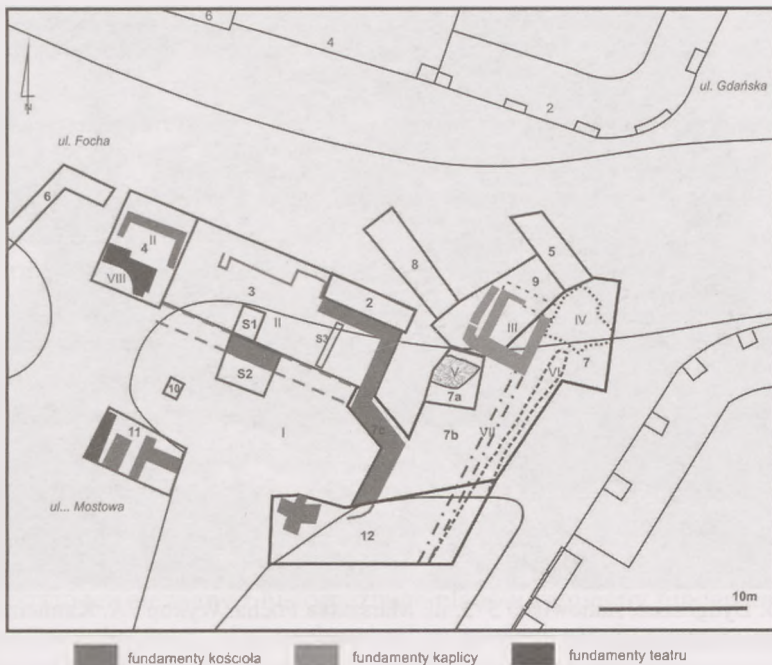 6
4
2
ul. Gdańska
N
ul. Focha
6
II
4
VIII
3
II
2
8
5
9
III
IV
7
S1
S3
S2
V
7a
VI
10
7c
7b
VII
11
I
ul... Mostowa
12
10m
fundamenty kościoła fundamenty kaplicy fundamenty teatru